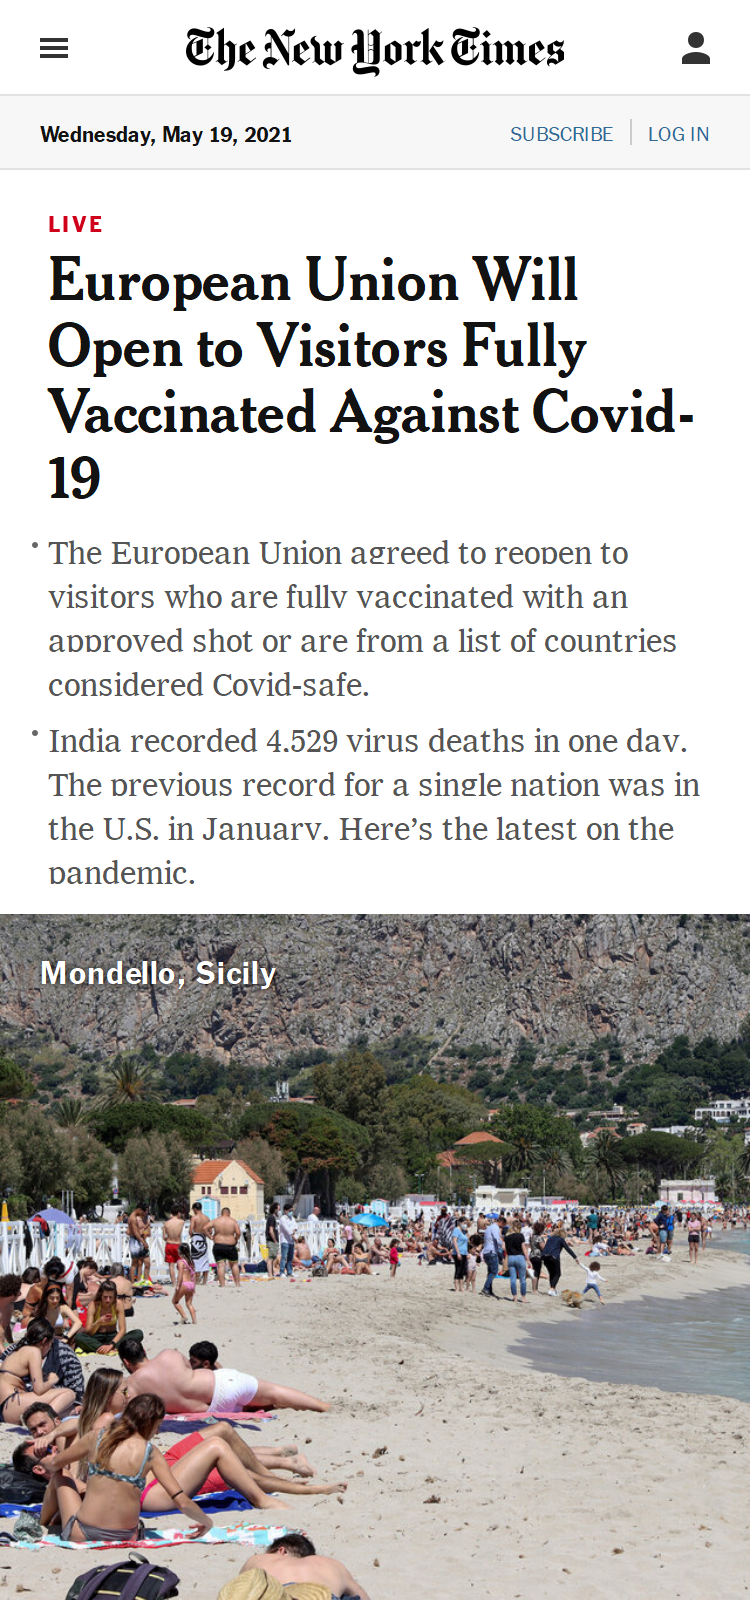 The New York Times
Wednesday, May 19, 2021
SUBSCRIBE
LOG IN
LIVE
European Union Will
Open to Visitors Fully
Vaccinated Against Covid-
19
• The European Union agreed to reopen to
visitors who are fully vaccinated with an
approved shot or are from a list of countries
considered Covid-safe.
• India recorded 4,529 virus deaths in one day.
The previous record for a single nation was in
the U.S. in January. Here’s the latest on the
pandemic.
Mondello, Sicily